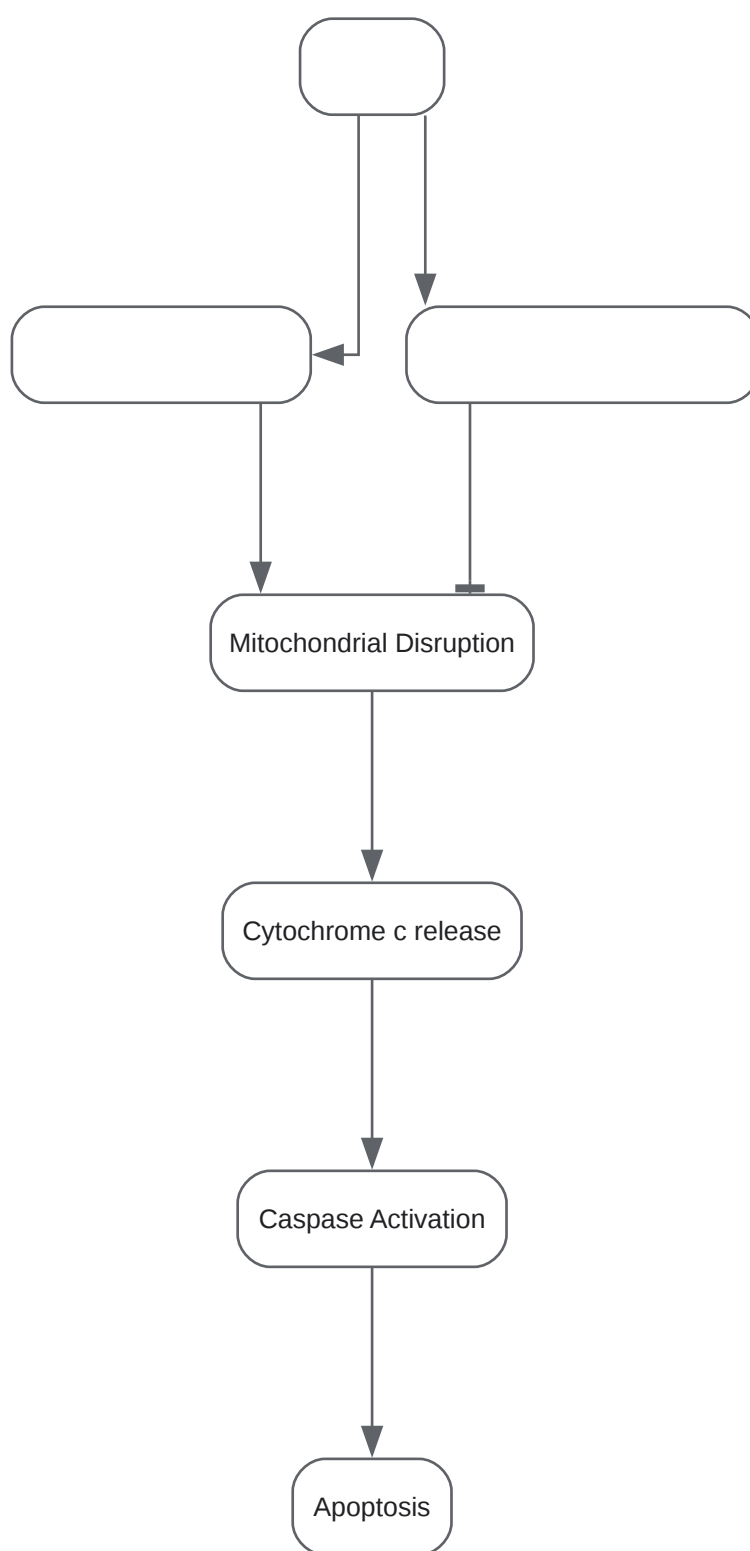 Mitochondrial Disruption
Cytochrome c release
Caspase Activation
Apoptosis